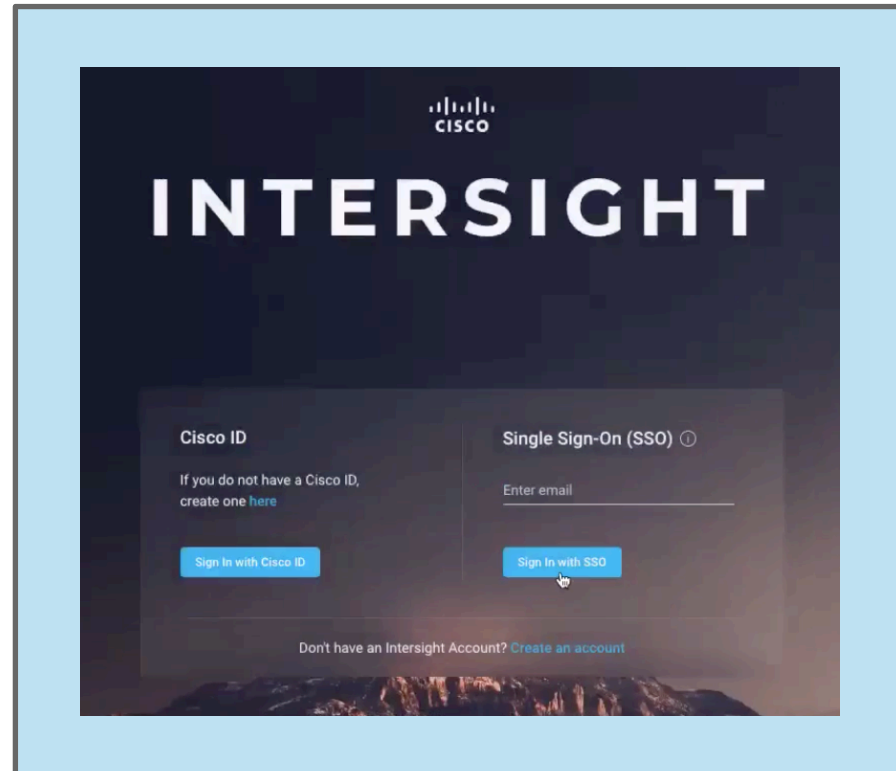 CISCO
INTERSIGHT
Cisco ID
If you do not have a Cisco ID,
create one here
Sign In with Cisco ID
Single Sign-On (SSO)
Enter email
Sign In with SSO
Don't have an Intersight Account? Create an account